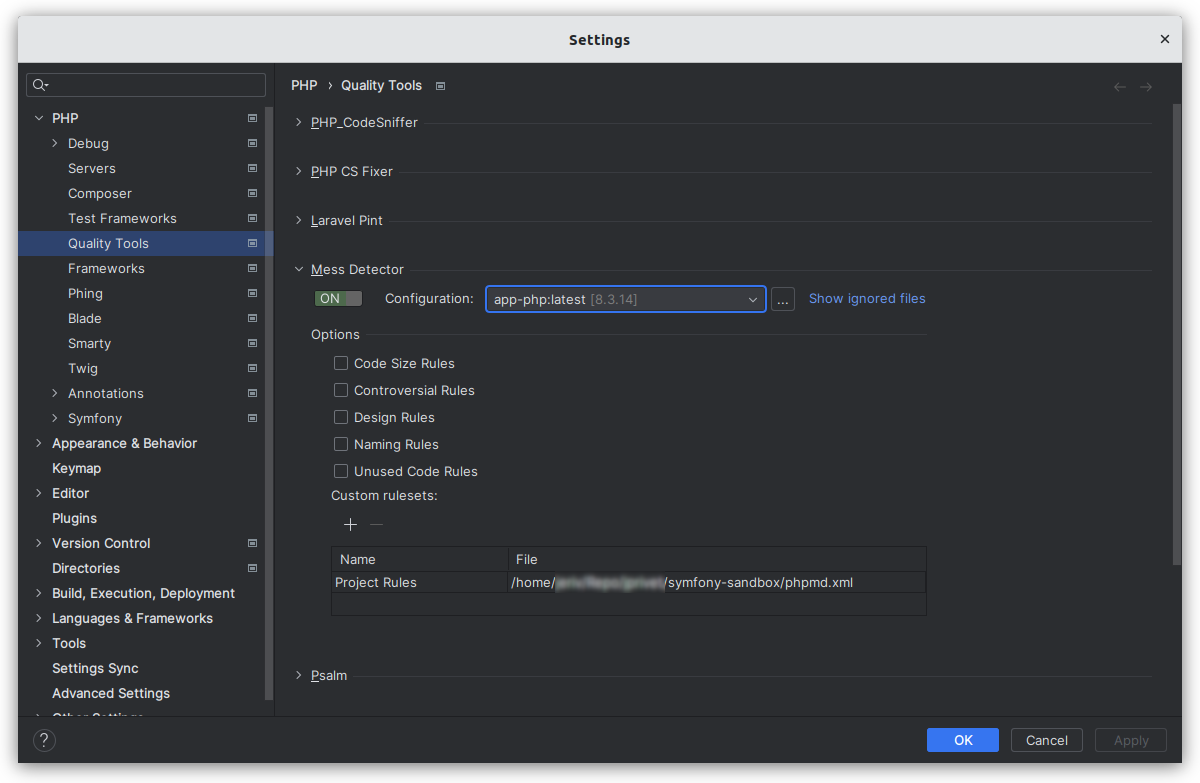 Settings
PHP › Quality Tools
PHP
Debug
Servers
Composer
Test Frameworks
Quality Tools
Frameworks
Phing
Blade
Smarty
Twig
Annotations
Symfony
Appearance & Behavior
Keymap
Editor
Plugins
Version Control
Directories
Build, Execution, Deployment
Languages & Frameworks
Tools
Settings Sync
Advanced Settings
Other Settings
PHP_CodeSniffer
PHP CS Fixer
Laravel Pint
Mess Detector
ON Configuration: app-php:latest [8.3.14] ... Show ignored files
Options
Code Size Rules
Controversial Rules
Design Rules
Naming Rules
Unused Code Rules
Custom rulesets:
Name File
Project Rules /home/ /symfony-sandbox/phpmd.xml
Psalm
? OK Cancel Apply